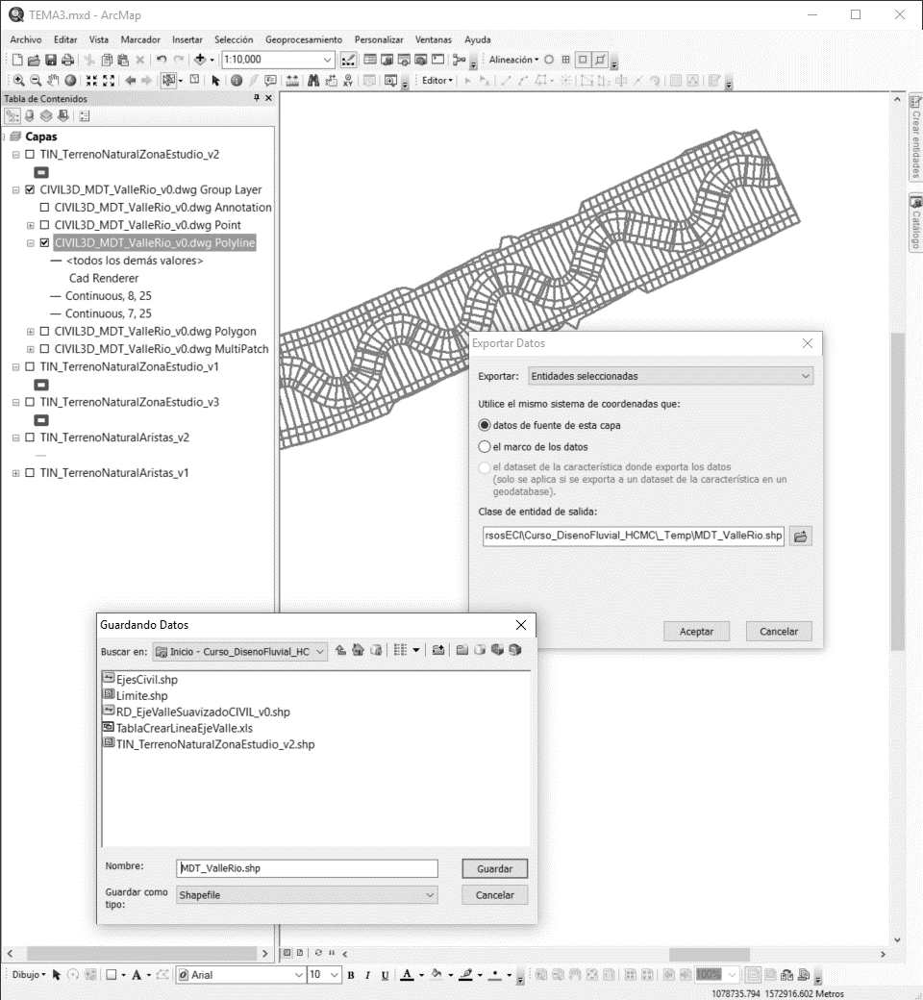 TEMA3.mxd - ArcMap
Archivo Editar Vista Marcador Insertar Selección Geoprocesamiento Personalizar Ventanas Ayuda
1:10,000 Alineación
Editor
Tabla de Contenidos
Capas
TIN_TerrenoNaturalZonaEstudio_v2
CIVIL3D_MDT_ValleRio_v0.dwg Group Layer
CIVIL3D_MDT_ValleRio_v0.dwg Annotation
CIVIL3D_MDT_ValleRio_v0.dwg Point
CIVIL3D_MDT_ValleRio_v0.dwg Polyline
<todos los demás valores>
Cad Renderer
Continuous, 8, 25
Continuous, 7, 25
CIVIL3D_MDT_ValleRio_v0.dwg Polygon
CIVIL3D_MDT_ValleRio_v0.dwg MultiPatch
TIN_TerrenoNaturalZonaEstudio_v1
TIN_TerrenoNaturalZonaEstudio_v3
TIN_TerrenoNaturalAristas_v2
TIN_TerrenoNaturalAristas_v1
Crear entidades
Catálogo
Exportar Datos
Exportar: Entidades seleccionadas
Utilice el mismo sistema de coordenadas que:
datos de fuente de esta capa
el marco de los datos
el dataset de la característica donde exporta los datos
(solo se aplica si se exporta a un dataset de la característica en un
geodatabase).
Clase de entidad de salida:
rsosECI\Curso_DisenoFluvial_HCMC\_Temp\MDT_ValleRio.shp
Aceptar Cancelar
Guardando Datos
Buscar en: Inicio - Curso_DisenoFluvial_HC
EjesCivil.shp
Limite.shp
RD_EjeValleSuavizadoCIVIL_v0.shp
TablaCrearLineaEjeValle.xls
TIN_TerrenoNaturalZonaEstudio_v2.shp
Nombre: MDT_ValleRio.shp Guardar
Guardar como
tipo: Shapefile Cancelar
Dibujo A Arial 10 B I U A 100%
1078735.794 1572916.602 Metros